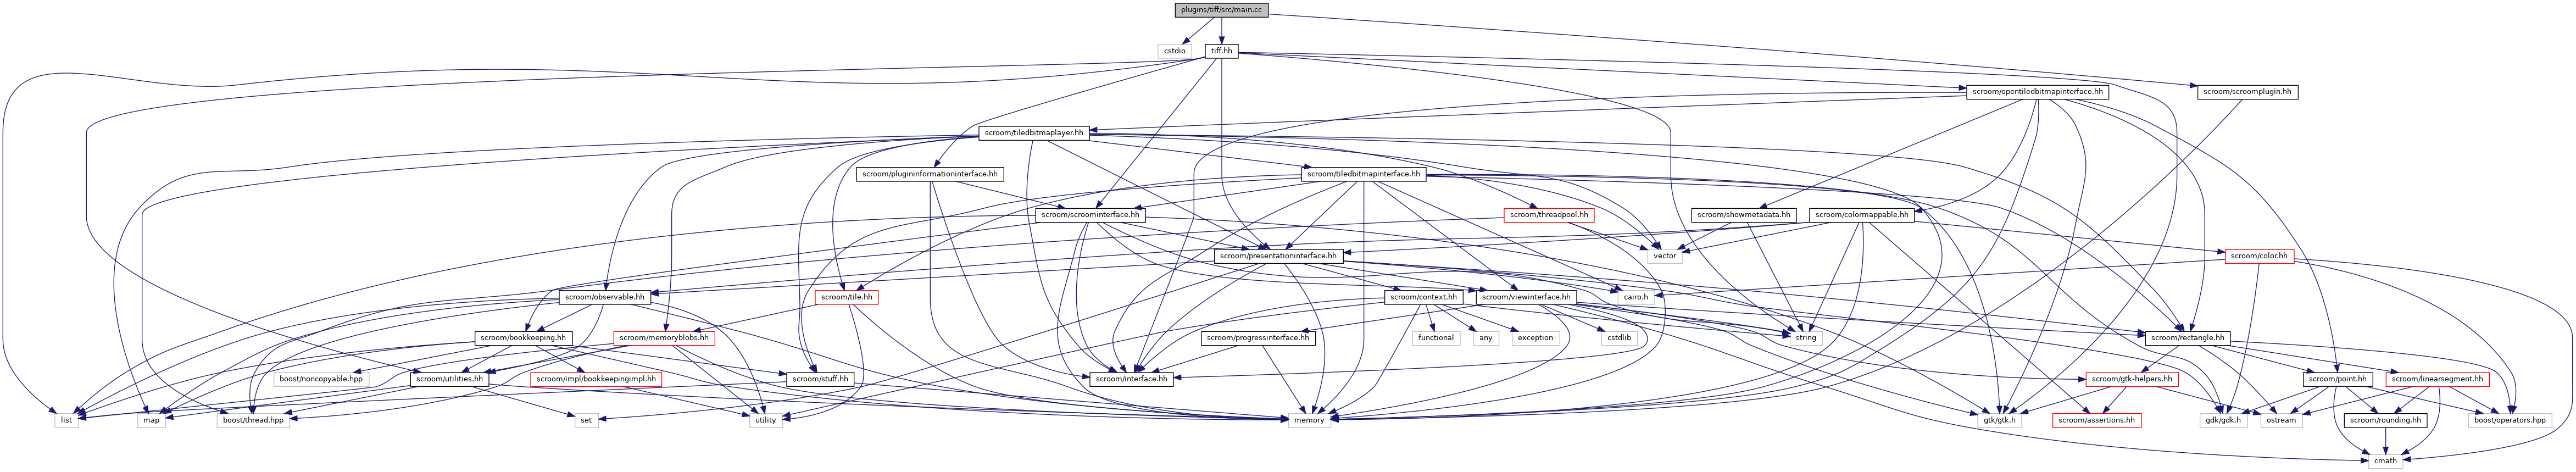 plugins/tiff/src/main.cc
cstdio
tiff.hh
scroom/opentiledbitmapinterface.hh
scroom/scroomplugin.hh
scroom/tiledbitmaplayer.hh
scroom/plugininformationinterface.hh
scroom/tiledbitmapinterface.hh
scroom/scroominterface.hh
scroom/threadpool.hh
scroom/showmetadata.hh
scroom/colormappable.hh
scroom/presentationinterface.hh
vector
scroom/color.hh
scroom/observable.hh
scroom/tile.hh
scroom/context.hh
scroom/viewinterface.hh
cairo.h
scroom/bookkeeping.hh
scroom/memoryblobs.hh
scroom/progressinterface.hh
functional
any
exception
cstdlib
string
scroom/rectangle.hh
boost/noncopyable.hpp
scroom/utilities.hh
scroom/impl/bookkeepingimpl.hh
scroom/stuff.hh
scroom/interface.hh
scroom/gtk-helpers.hh
scroom/point.hh
scroom/linearsegment.hh
list
map
boost/thread.hpp
set
utility
memory
gtk/gtk.h
scroom/assertions.hh
gdk/gdk.h
ostream
scroom/rounding.hh
boost/operators.hpp
cmath